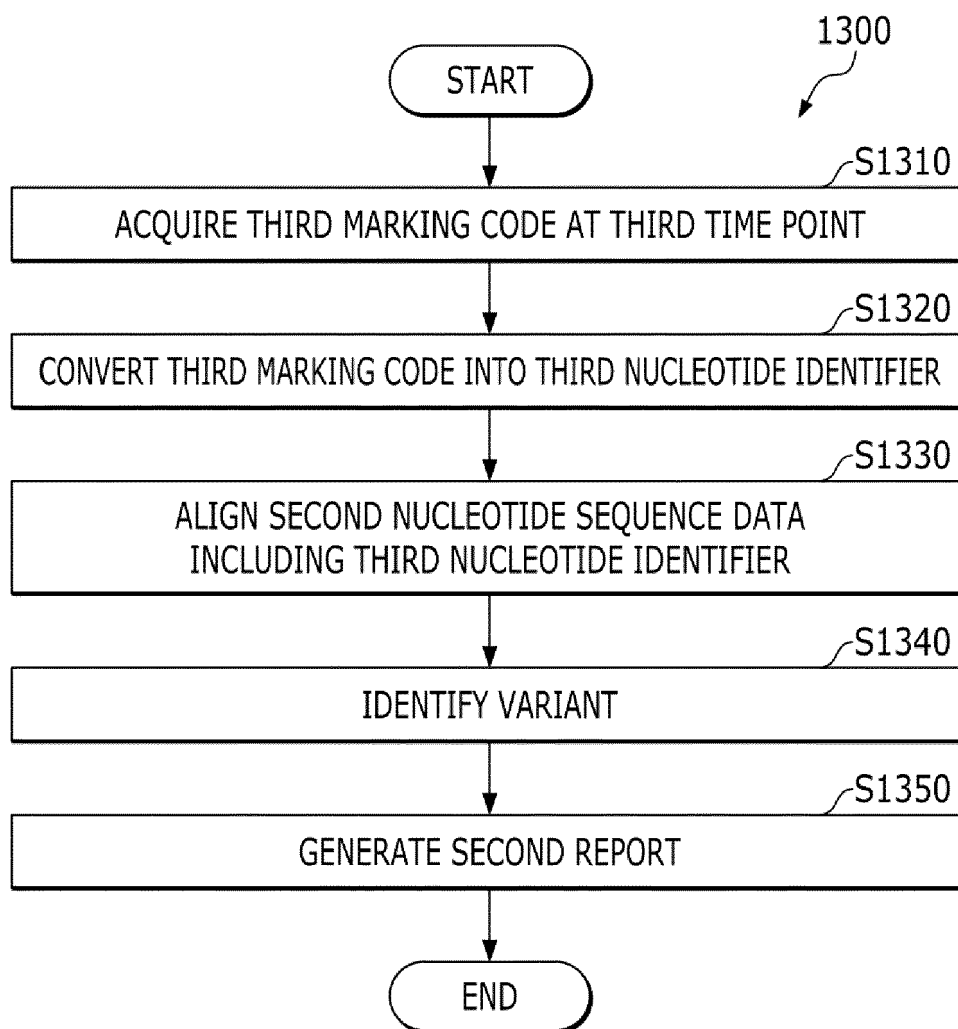 1300
START
S1310
ACQUIRE THIRD MARKING CODE AT THIRD TIME POINT
S1320
CONVERT THIRD MARKING CODE INTO THIRD NUCLEOTIDE IDENTIFIER
S1330
ALIGN SECOND NUCLEOTIDE SEQUENCE DATA
INCLUDING THIRD NUCLEOTIDE IDENTIFIER
S1340
IDENTIFY VARIANT
S1350
GENERATE SECOND REPORT
END